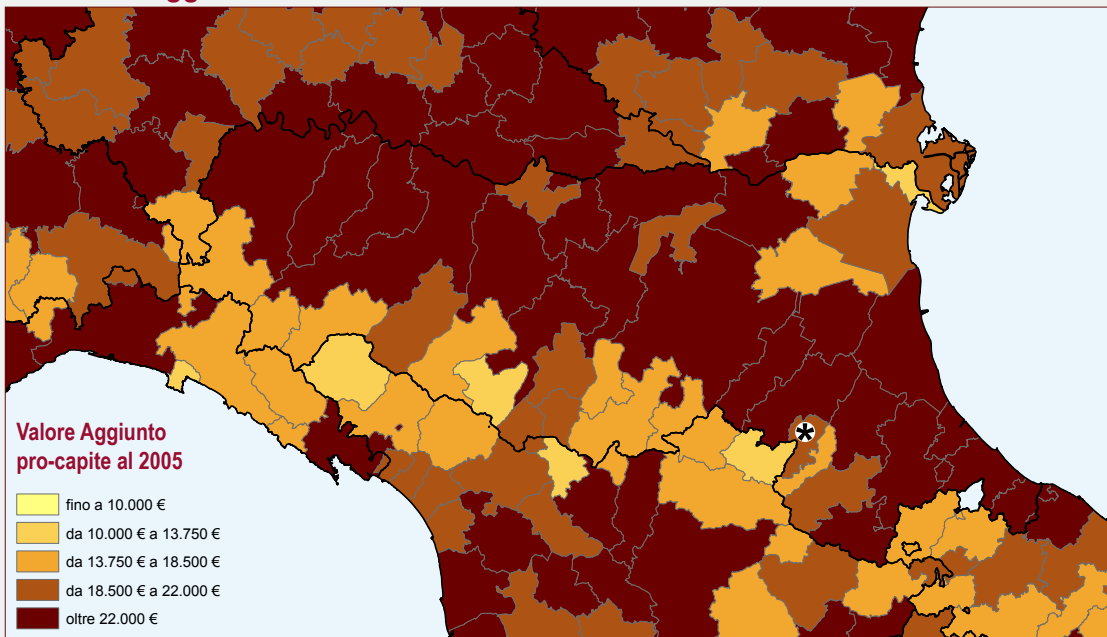 Valore Aggiunto
pro-capite al 2005
fino a 10.000 €
da 10.000 € a 13.750 €
da 13.750 € a 18.500 €
da 18.500 € a 22.000 €
oltre 22.000 €
*